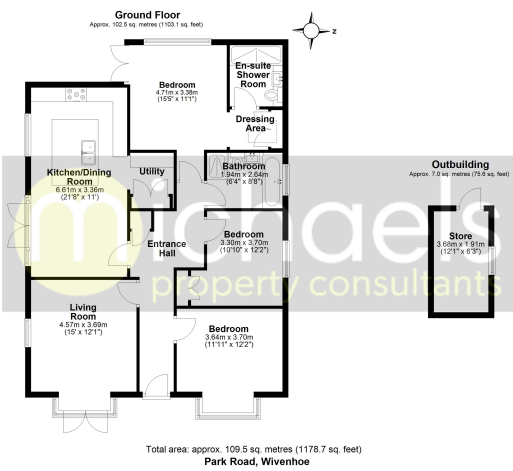 Ground Floor
Approx. 102.5 sq. metres (1103.1 sq. feet)
Z
En-suite
Shower
Room
Bedroom
4.71m x 3.38m
(15'5" x 11'1")
Dressing
Area
Kitchen/Dining
Room
6.61m x 3.36m
(21'8" x 11')
Utility
Bathroom
1.94m x 2.64m
(6'4" x 8'8")
Outbuilding
Approx. 7.0 sq. metres (75.6 sq. feet)
Entrance
Hall
Bedroom
3.30m x 3.70m
(10'10" x 12'2")
Store
3.68m x 1.91m
(12'1" x 6'3")
michaels
property consultants
Living
Room
4.57m x 3.69m
(15' x 12'1")
Bedroom
3.64m x 3.70m
(11'11" x 12'2")
Total area: approx. 109.5 sq. metres (1178.7 sq. feet)
Park Road, Wivenhoe